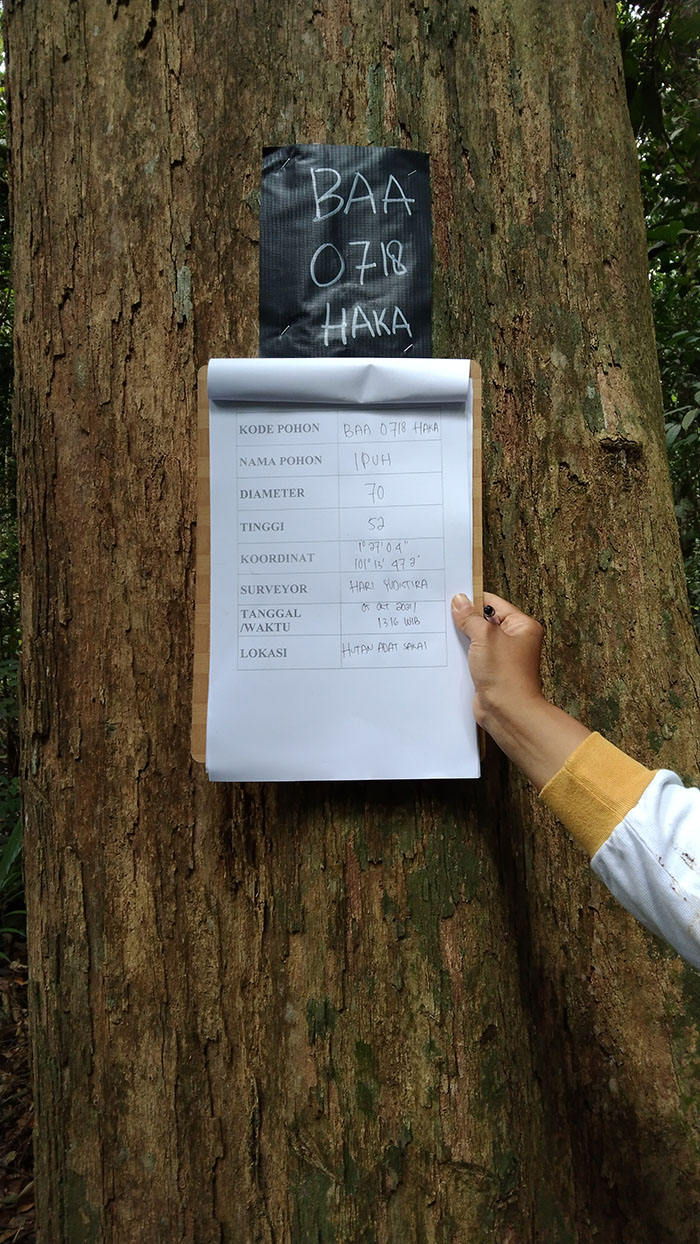 BAA
0718
HAKA
KODE POHON BAA 0718 HAKA
NAMA POHON IPUH
DIAMETER 70
TINGGI 52
KOORDINAT 1° 27' 0 4"
101° 13' 47 2"
SURVEYOR HARI YUDISTIRA
TANGGAL 05 OKT 2021/
/WAKTU 13 16 WIB
LOKASI HUTAN ADAT SAKAI